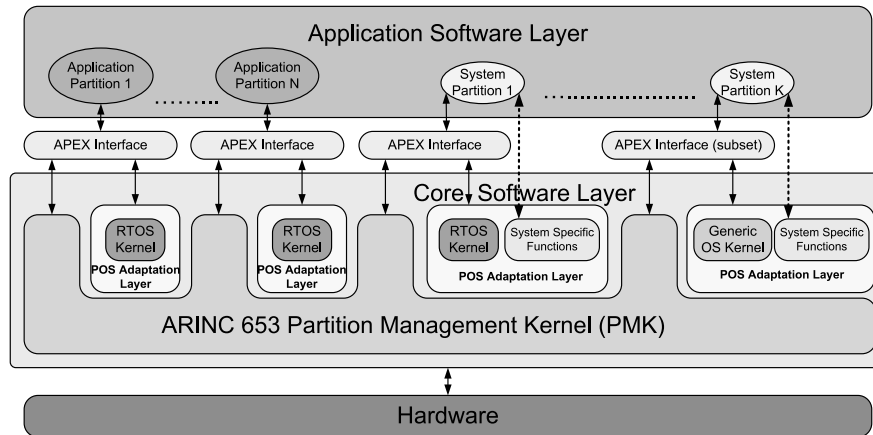 Application Software Layer
Application
Partition 1
Application
Partition N
System
Partition 1
System
Partition K
APEX Interface
APEX Interface
APEX Interface
APEX Interface (subset)
Core Software Layer
RTOS
Kernel
POS Adaptation
Layer
RTOS
Kernel
POS Adaptation
Layer
RTOS
Kernel
System Specific
Functions
POS Adaptation Layer
Generic
OS Kernel
System Specific
Functions
POS Adaptation Layer
ARINC 653 Partition Management Kernel (PMK)
Hardware